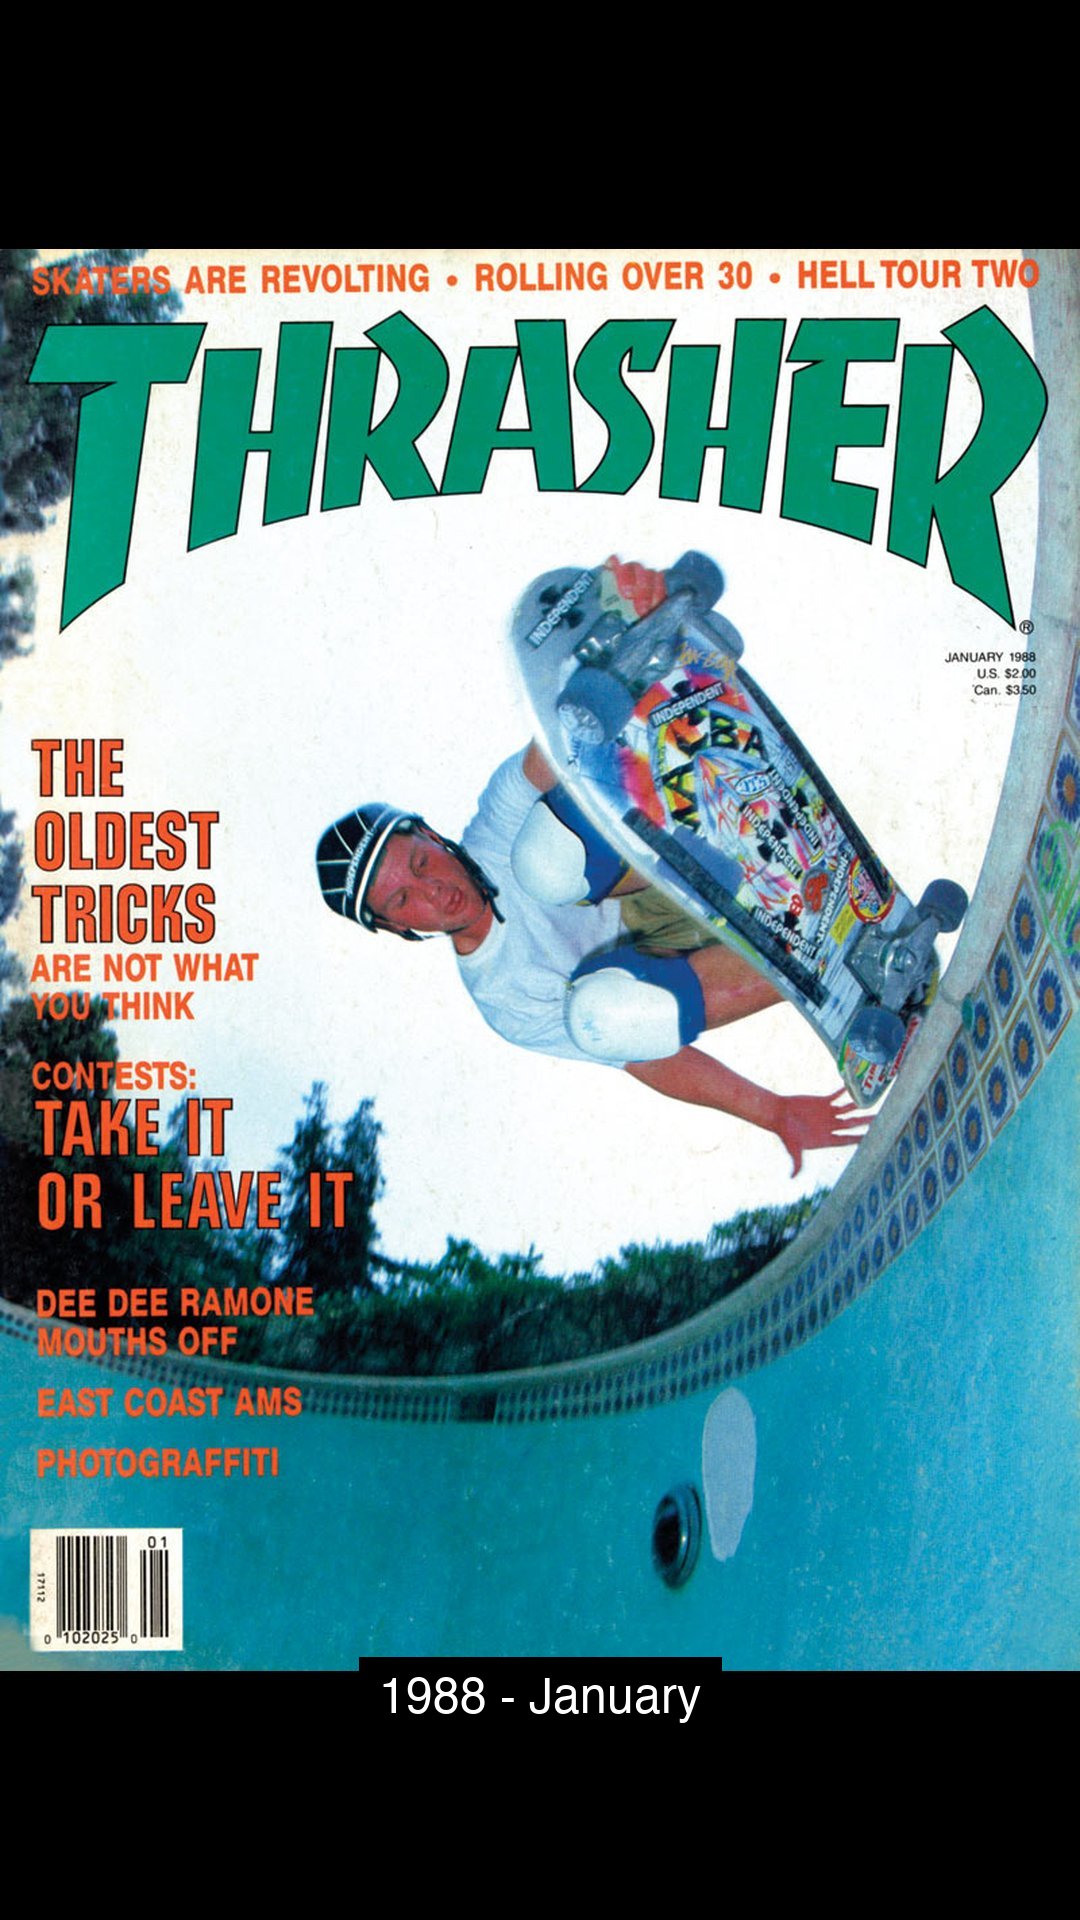 SKATERS ARE REVOLTING • ROLLING OVER 30 • HELL TOUR TWO
THRASHER®
JANUARY 1988
U.S. $2.00
Can. $3.50
INDEPENDENT
INDEPENDENT
INDEPENDENT
INDEPENDENT
THE
OLDEST
TRICKS
ARE NOT WHAT
YOU THINK
CONTESTS:
TAKE IT
OR LEAVE IT
DEE DEE RAMONE
MOUTHS OFF
EAST COAST AMS
PHOTOGRAFFITI
01
17112
0 102025 0
1988 - January